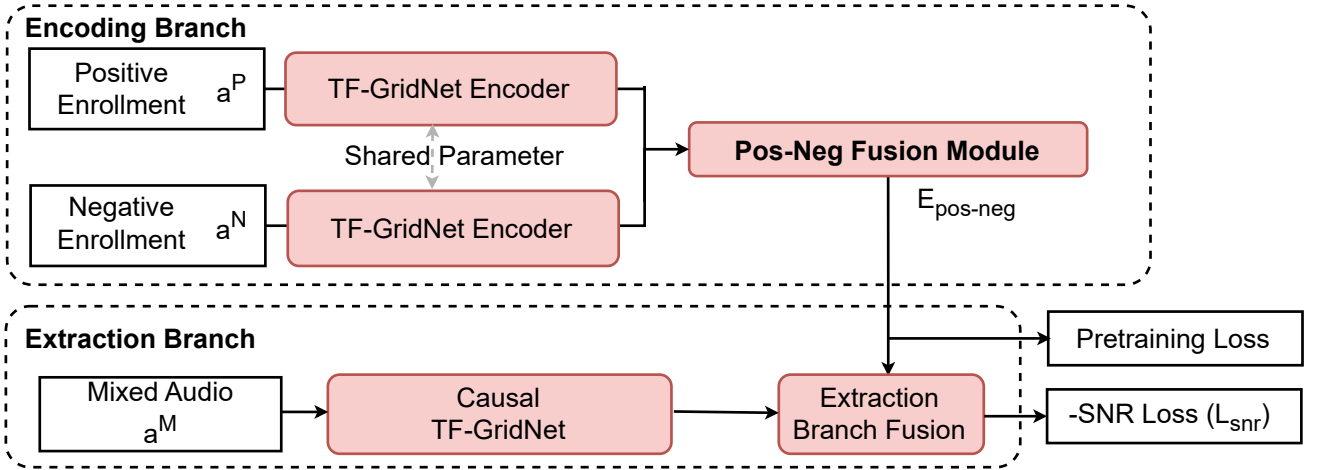 Encoding Branch
Positive
Enrollment a^P
TF-GridNet Encoder
Shared Parameter
Negative
Enrollment a^N
TF-GridNet Encoder
Pos-Neg Fusion Module
E_pos-neg
Extraction Branch
Mixed Audio
a^M
Causal
TF-GridNet
Extraction
Branch Fusion
Pretraining Loss
-SNR Loss (L_snr)